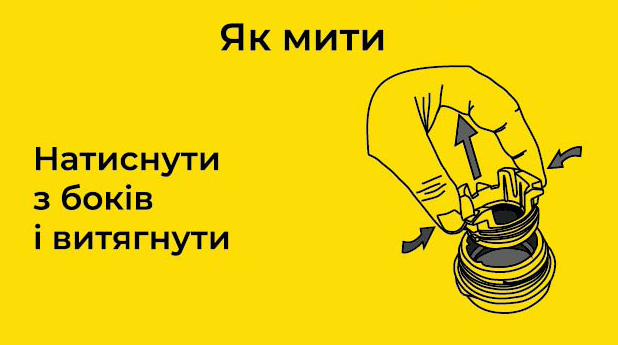 Як мити
Натиснути
з боків
і витягнути